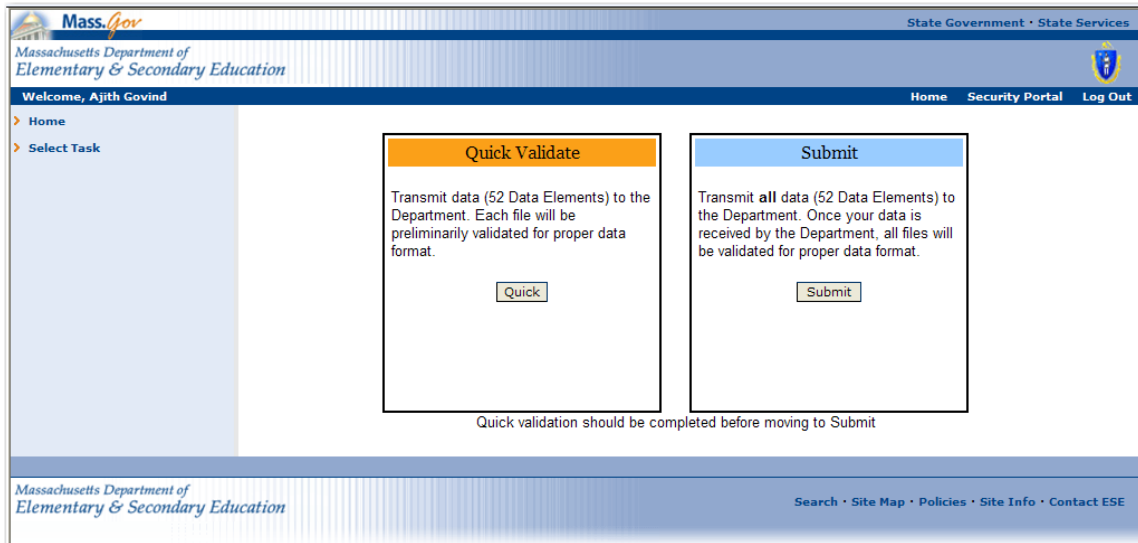 Mass.Gov
State Government · State Services
Massachusetts Department of
Elementary & Secondary Education
Welcome, Ajith Govind
Home Security Portal Log Out
Home
Select Task
Quick Validate
Transmit data (52 Data Elements) to the
Department. Each file will be
preliminarily validated for proper data
format.
Quick
Submit
Transmit all data (52 Data Elements) to
the Department. Once your data is
received by the Department, all files will
be validated for proper data format.
Submit
Quick validation should be completed before moving to Submit
Massachusetts Department of
Elementary & Secondary Education
Search · Site Map · Policies · Site Info · Contact ESE